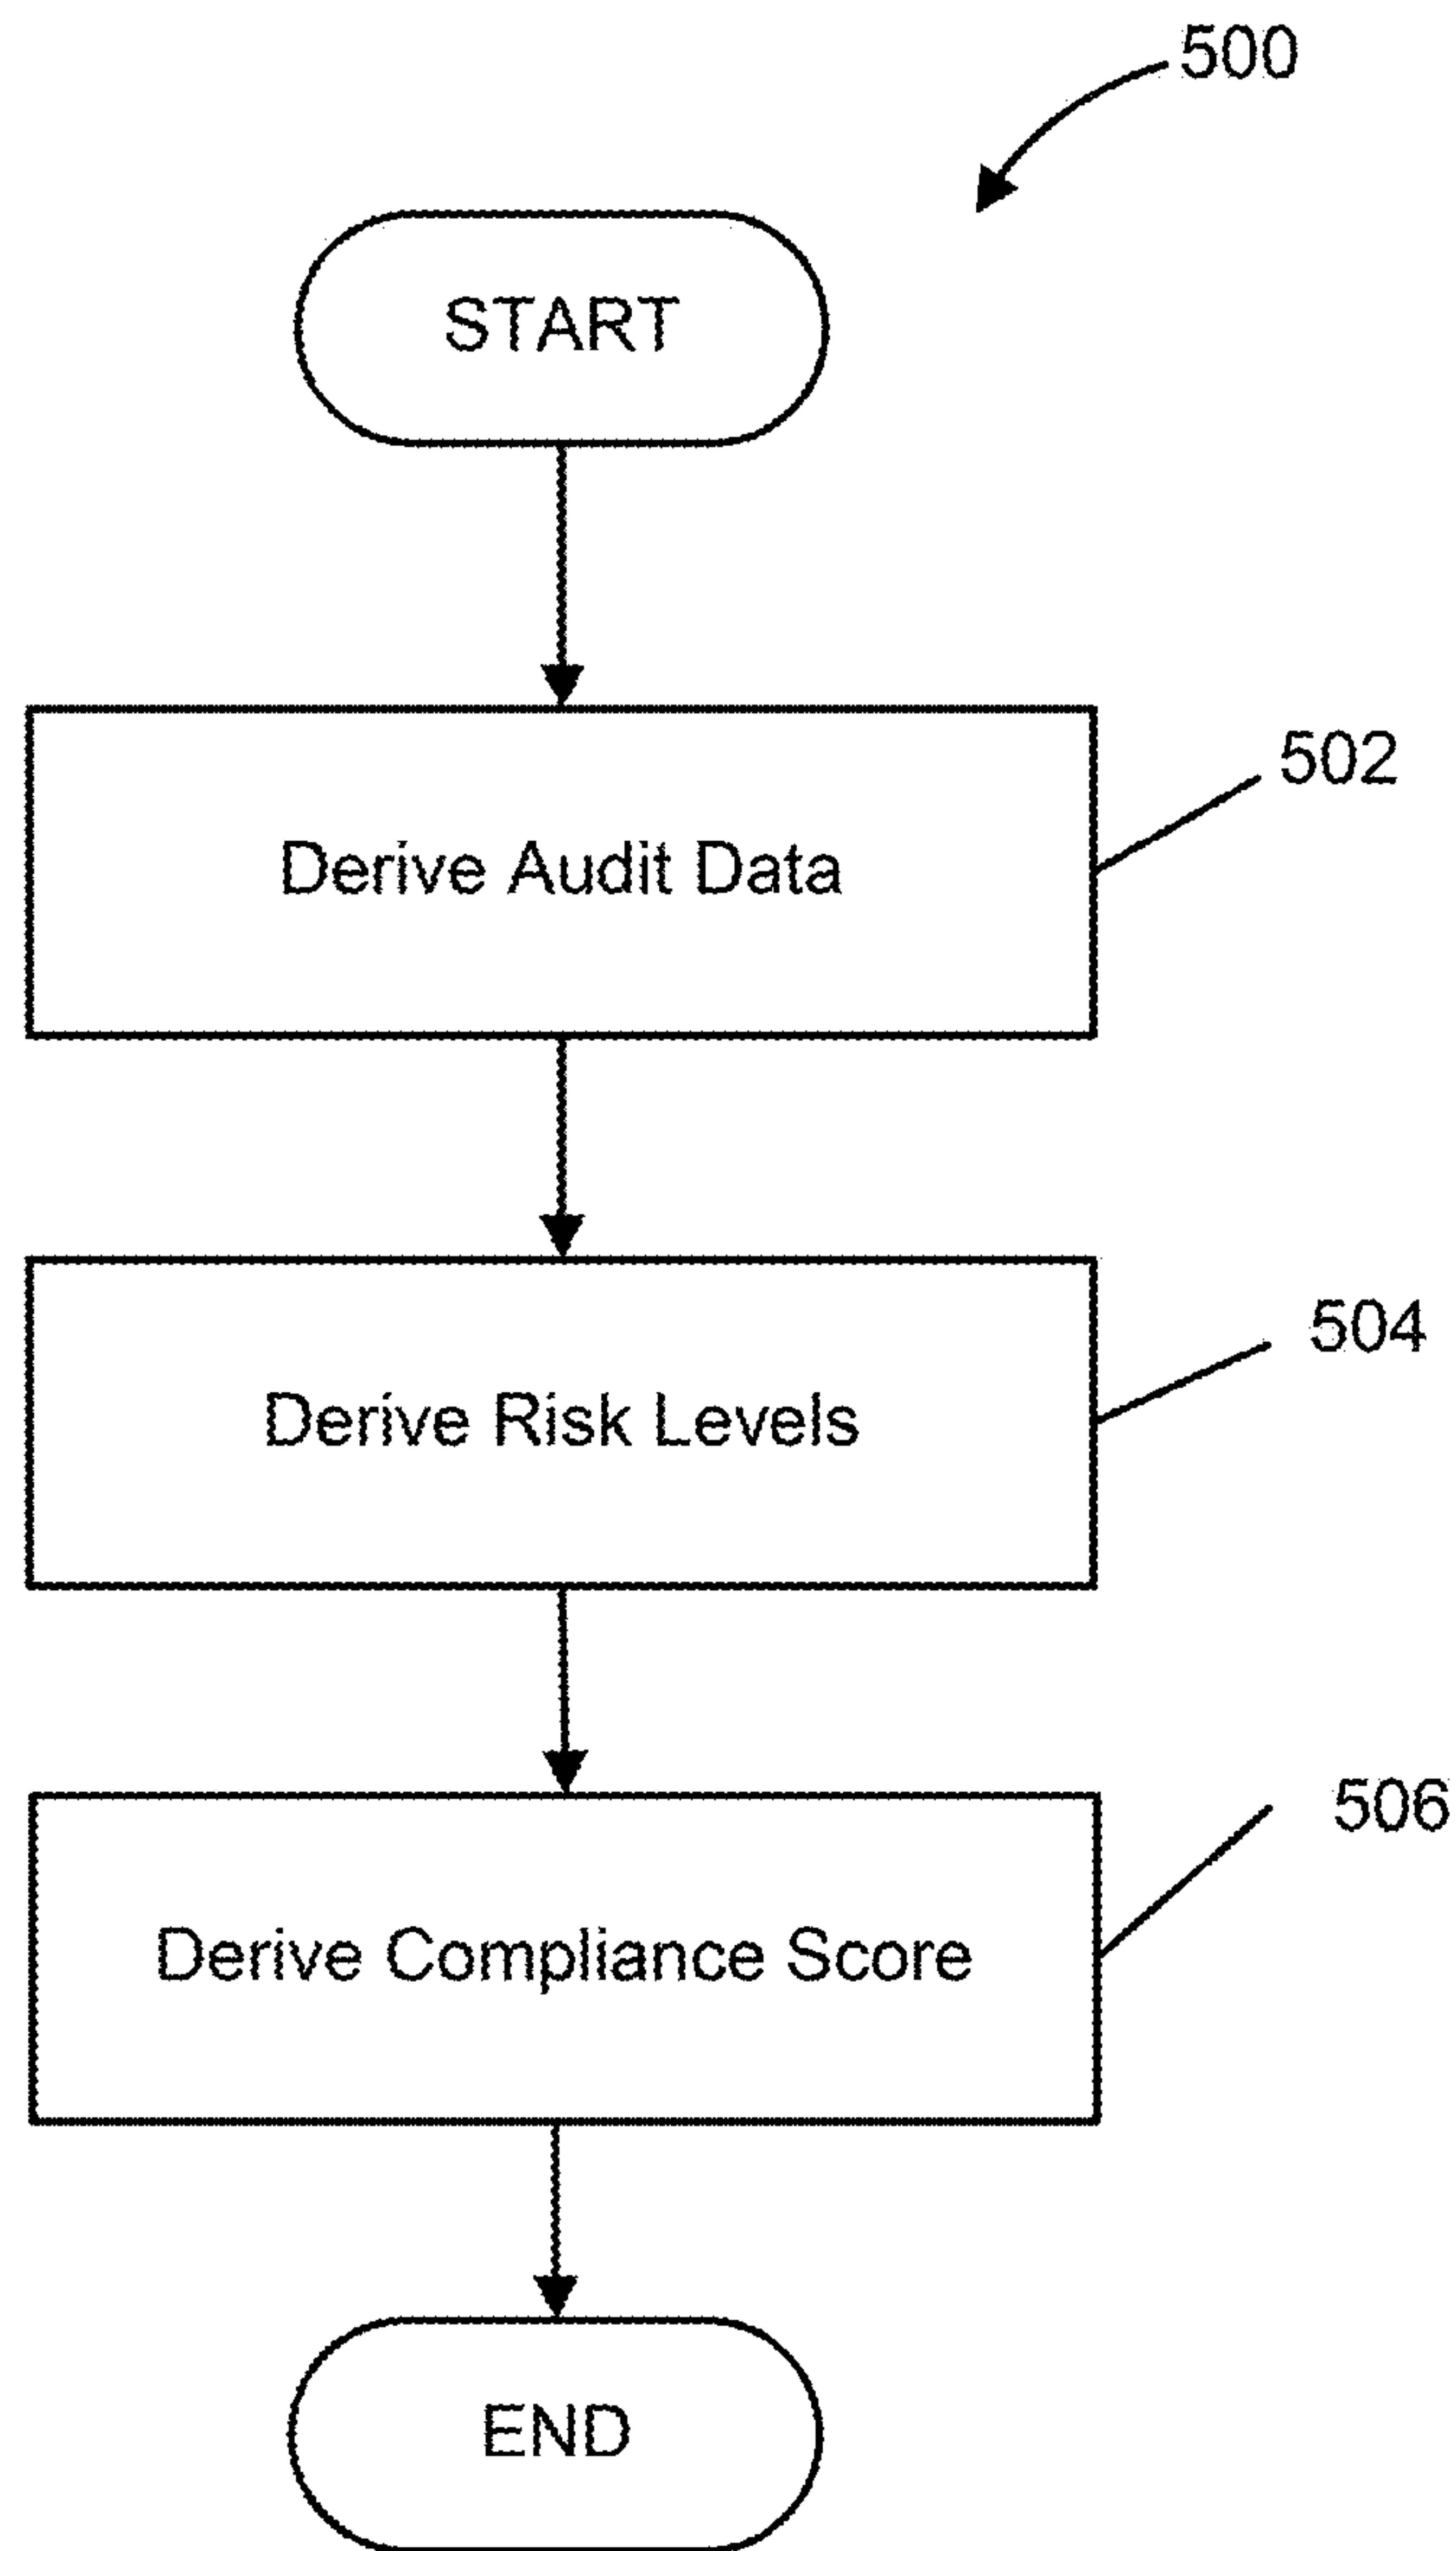 500
START
502
Derive Audit Data
504
Derive Risk Levels
506
Derive Compliance Score
END